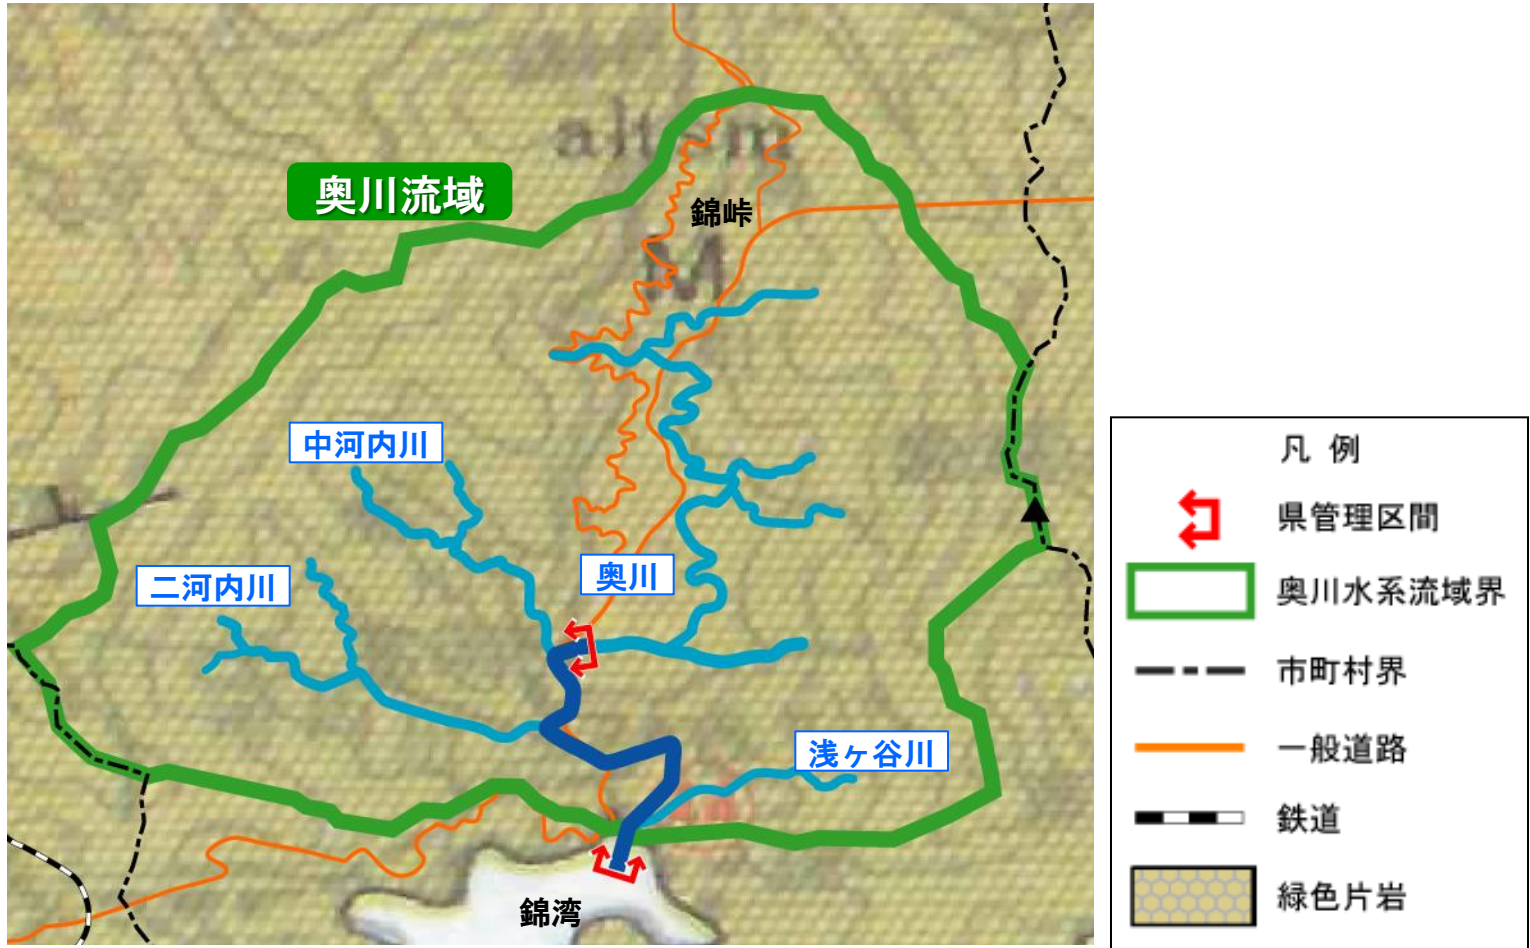 奥川流域
錦峠
中河内川
二河内川
奥川
浅ヶ谷川
錦湾
凡 例
県管理区間
奥川水系流域界
市町村界
一般道路
鉄道
緑色片岩